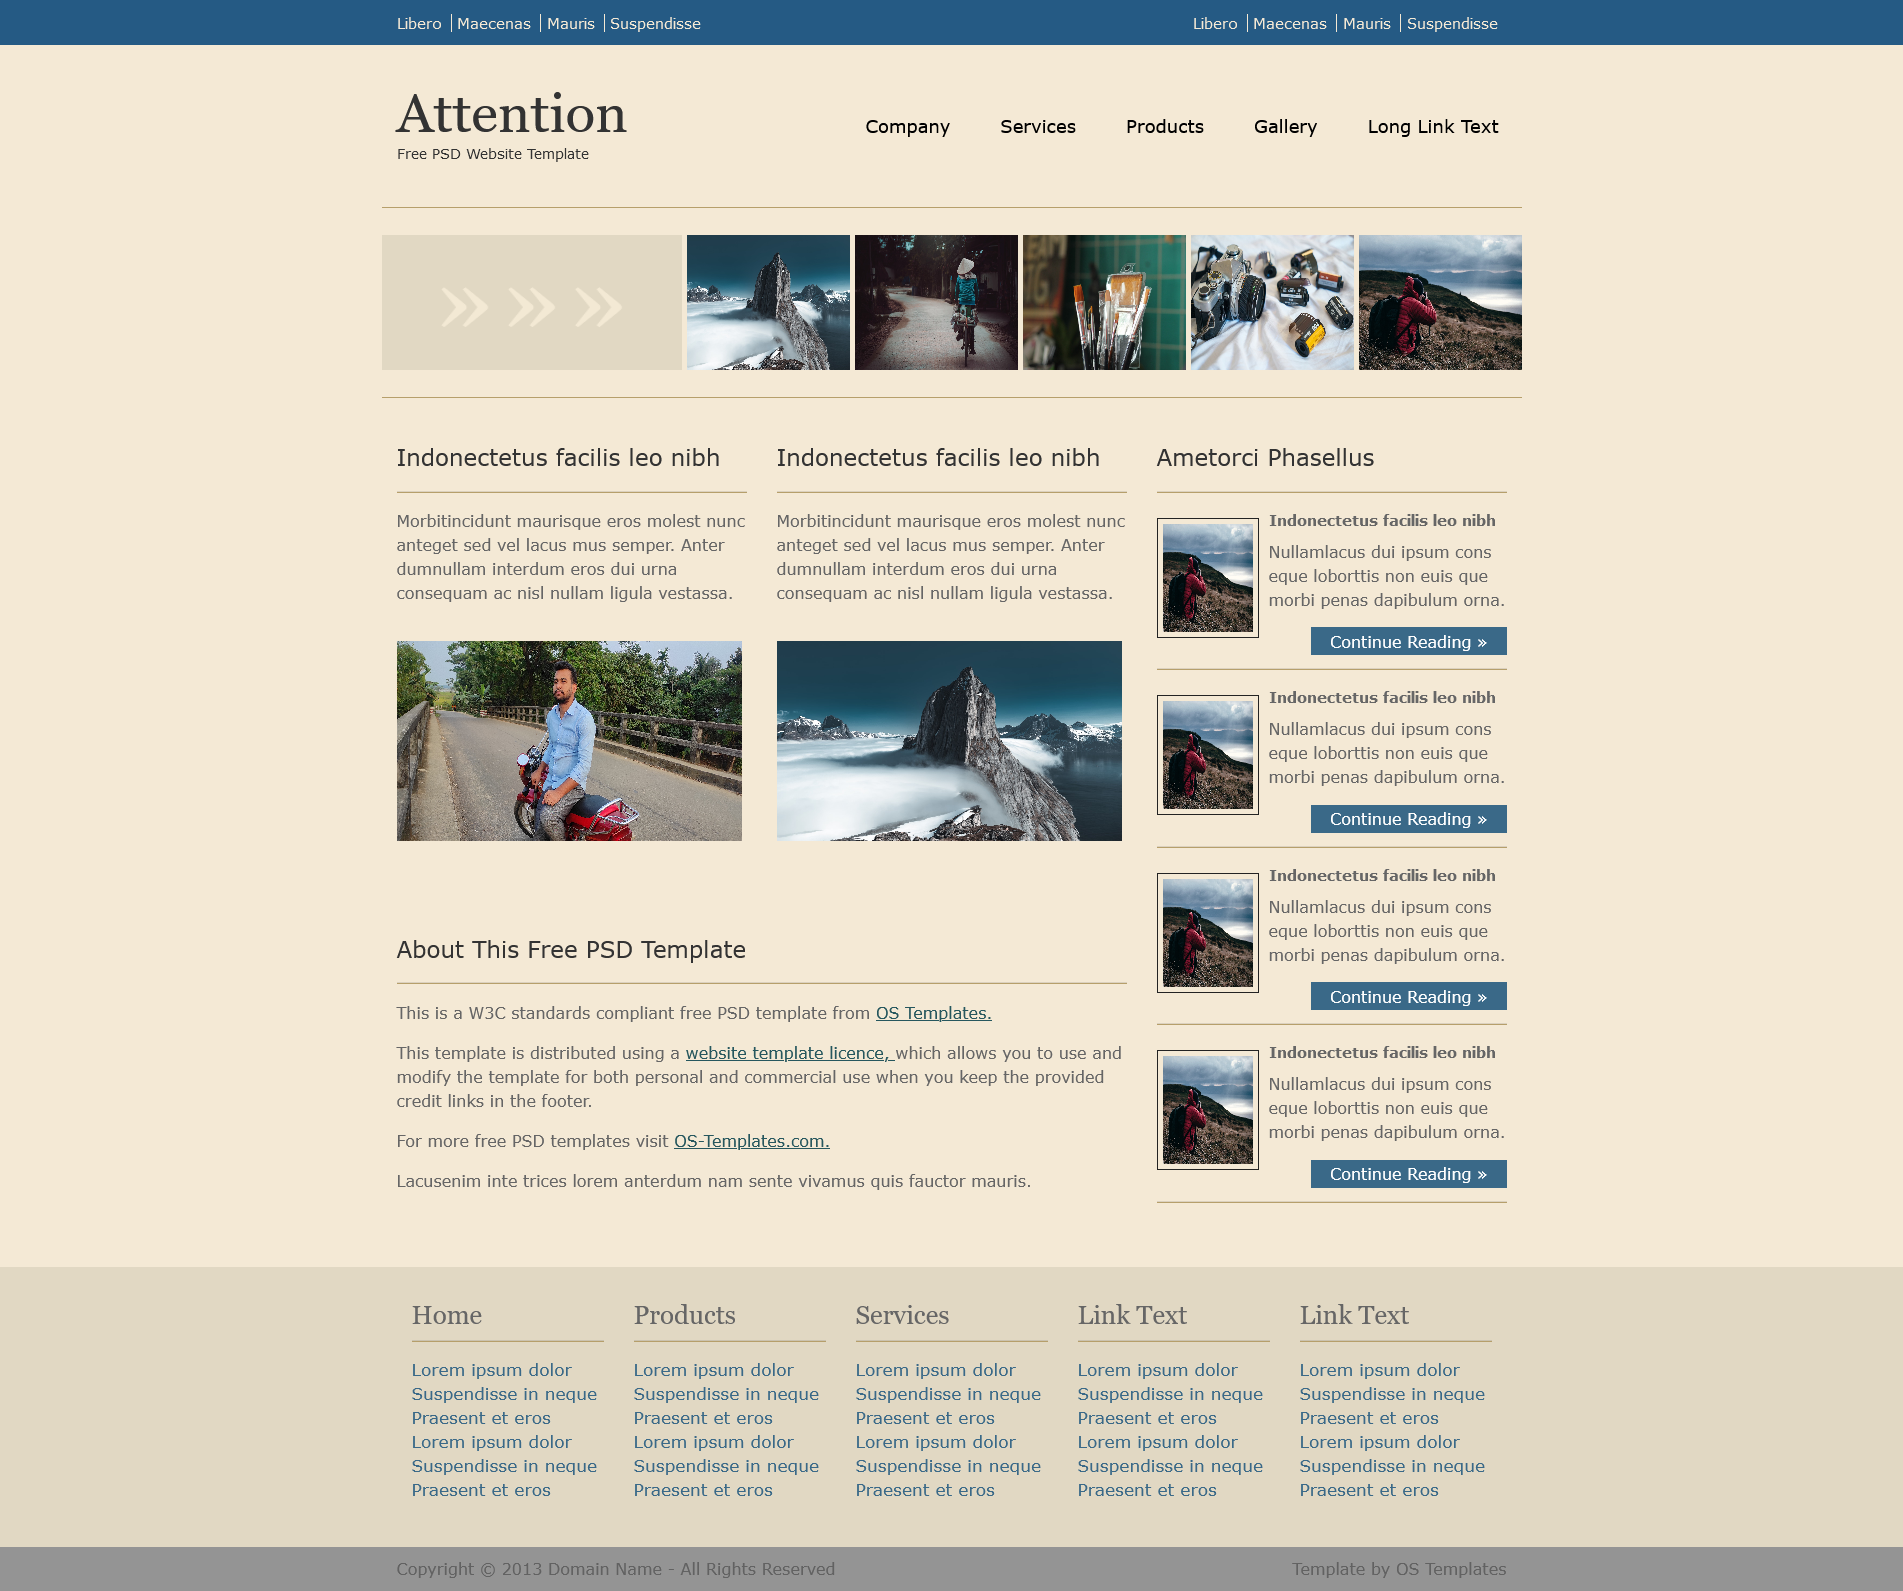 Libero Maecenas Mauris Suspendisse
Libero Maecenas Mauris Suspendisse
Attention
Free PSD Website Template
Company Services Products Gallery Long Link Text
» » »
Indonectetus facilis leo nibh
Morbitincidunt maurisque eros molest nunc
anteget sed vel lacus mus semper. Anter
dumnullam interdum eros dui urna
consequam ac nisl nullam ligula vestassa.
Indonectetus facilis leo nibh
Morbitincidunt maurisque eros molest nunc
anteget sed vel lacus mus semper. Anter
dumnullam interdum eros dui urna
consequam ac nisl nullam ligula vestassa.
Ametorci Phasellus
Indonectetus facilis leo nibh
Nullamlacus dui ipsum cons
eque loborttis non euis que
morbi penas dapibulum orna.
Continue Reading »
Indonectetus facilis leo nibh
Nullamlacus dui ipsum cons
eque loborttis non euis que
morbi penas dapibulum orna.
Continue Reading »
Indonectetus facilis leo nibh
Nullamlacus dui ipsum cons
eque loborttis non euis que
morbi penas dapibulum orna.
Continue Reading »
Indonectetus facilis leo nibh
Nullamlacus dui ipsum cons
eque loborttis non euis que
morbi penas dapibulum orna.
Continue Reading »
About This Free PSD Template
This is a W3C standards compliant free PSD template from OS Templates.
This template is distributed using a website template licence, which allows you to use and
modify the template for both personal and commercial use when you keep the provided
credit links in the footer.
For more free PSD templates visit OS-Templates.com.
Lacusenim inte trices lorem anterdum nam sente vivamus quis fauctor mauris.
Home
Lorem ipsum dolor
Suspendisse in neque
Praesent et eros
Lorem ipsum dolor
Suspendisse in neque
Praesent et eros
Products
Lorem ipsum dolor
Suspendisse in neque
Praesent et eros
Lorem ipsum dolor
Suspendisse in neque
Praesent et eros
Services
Lorem ipsum dolor
Suspendisse in neque
Praesent et eros
Lorem ipsum dolor
Suspendisse in neque
Praesent et eros
Link Text
Lorem ipsum dolor
Suspendisse in neque
Praesent et eros
Lorem ipsum dolor
Suspendisse in neque
Praesent et eros
Link Text
Lorem ipsum dolor
Suspendisse in neque
Praesent et eros
Lorem ipsum dolor
Suspendisse in neque
Praesent et eros
Copyright © 2013 Domain Name - All Rights Reserved
Template by OS Templates